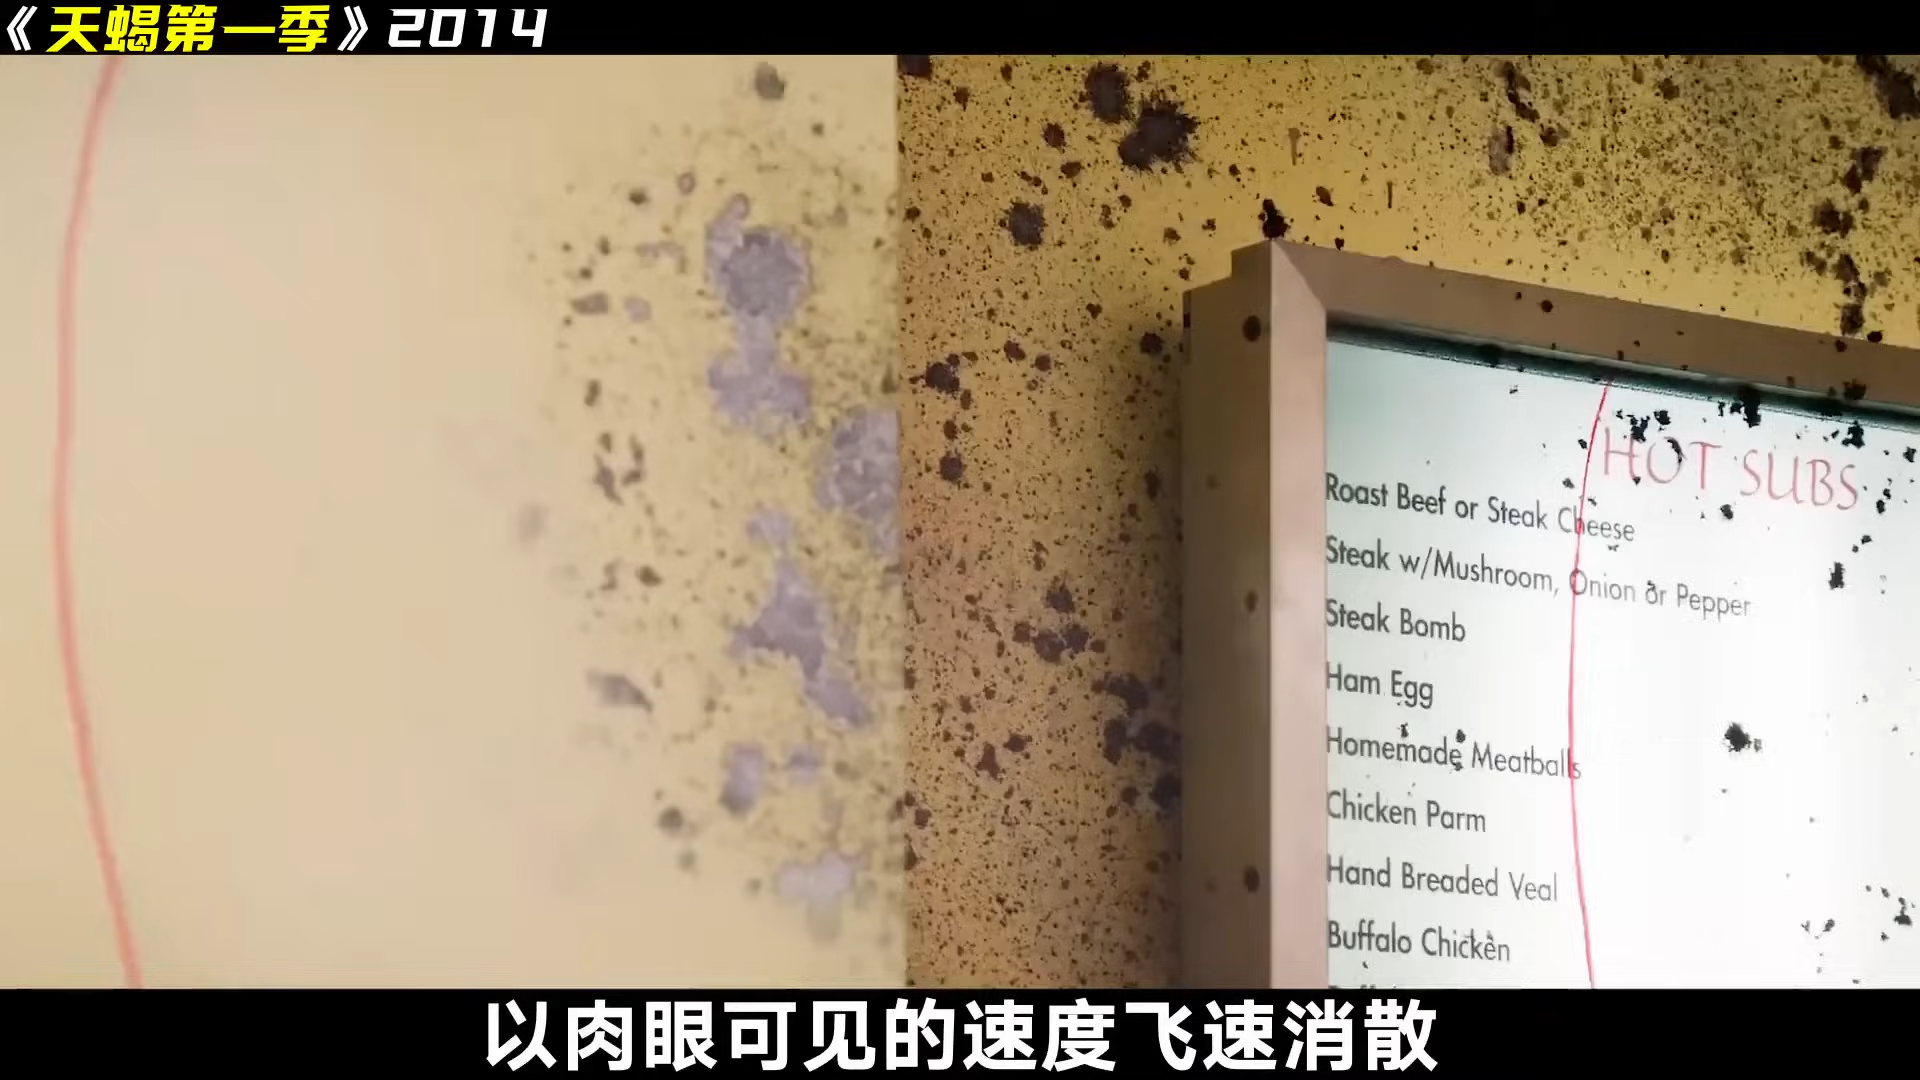 《天蝎第一季》2014
HOT SUBS
Roast Beef or Steak Cheese
Steak w/Mushroom, Onion or Pepper
Steak Bomb
Ham Egg
Homemade Meatballs
Chicken Parm
Hand Breaded Veal
Buffalo Chicken
以肉眼可见的速度飞速消散